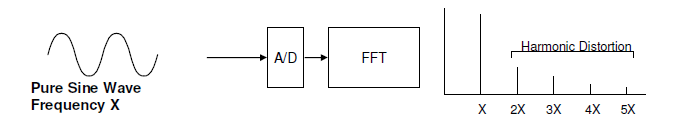 Pure Sine Wave
Frequency X
A/D
FFT
Harmonic Distortion
X 2X 3X 4X 5X